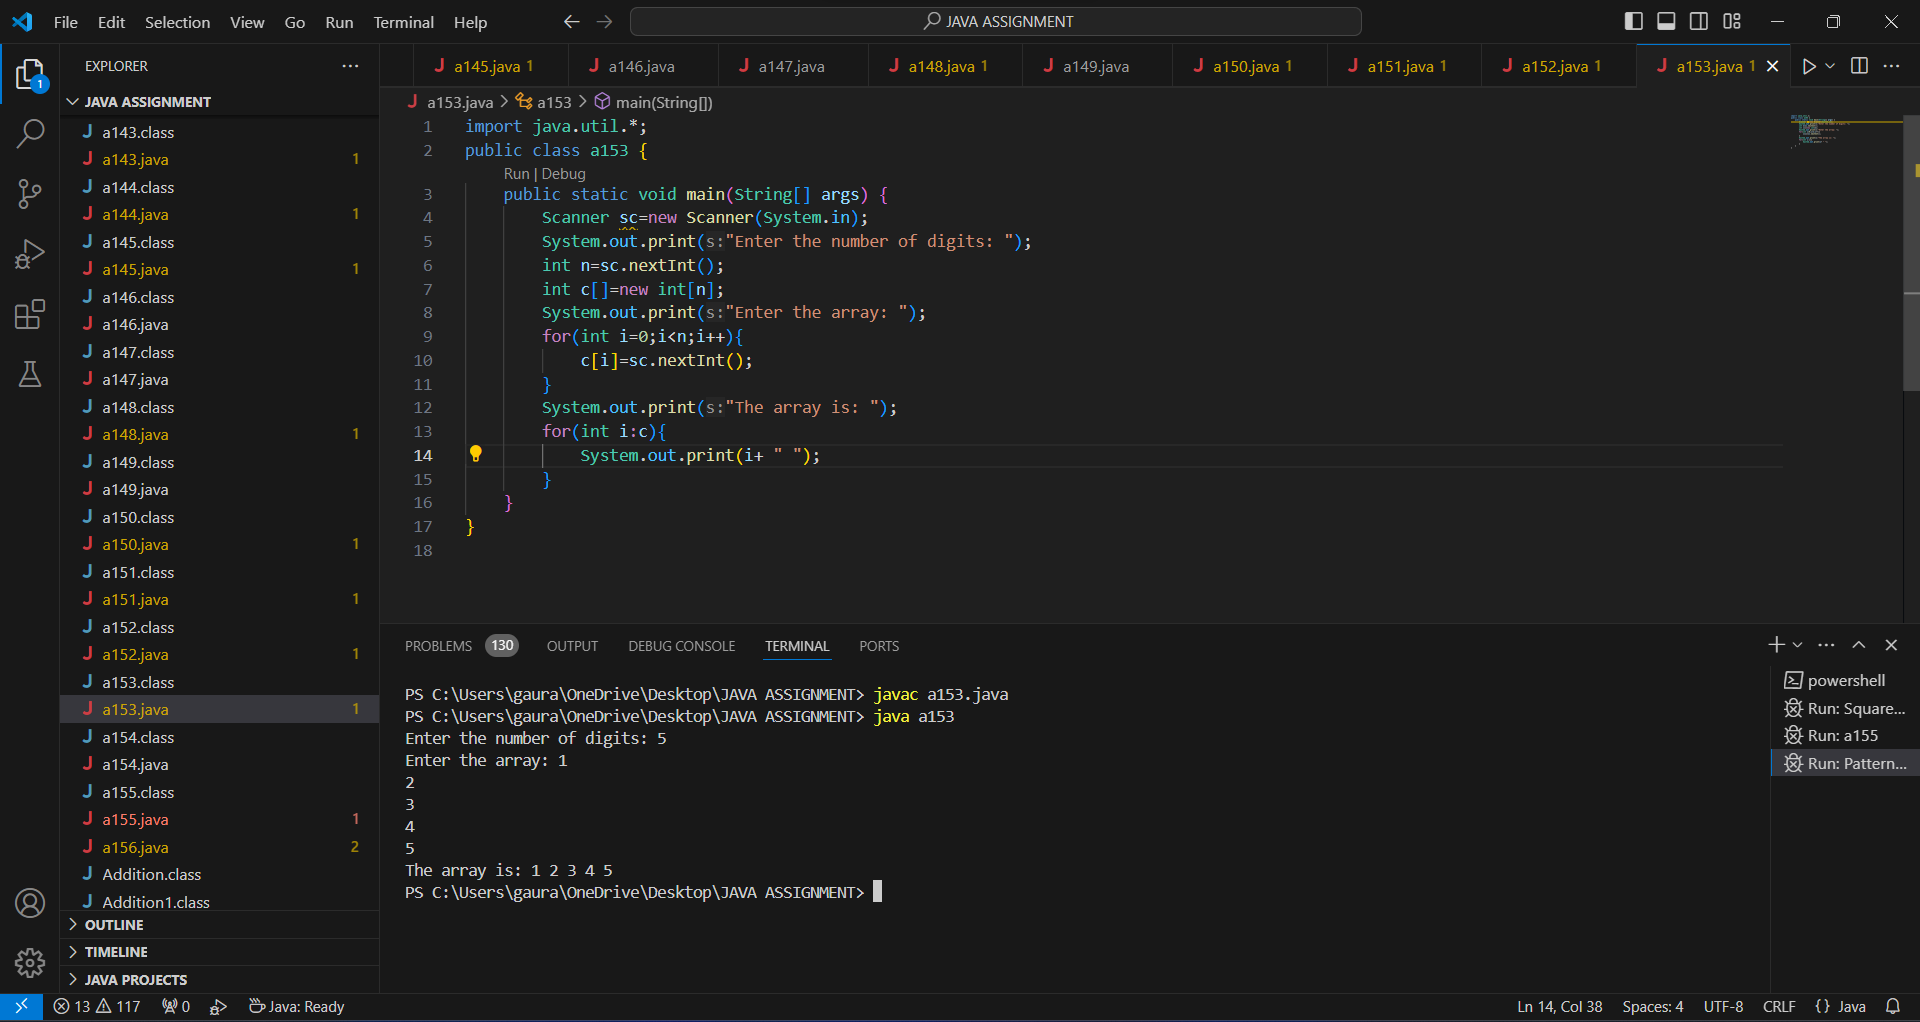 File Edit Selection View Go Run Terminal Help
JAVA ASSIGNMENT
EXPLORER
JAVA ASSIGNMENT
1
J a143.class
J a143.java 1
J a144.class
J a144.java 1
J a145.class
J a145.java 1
J a146.class
J a146.java
J a147.class
J a147.java
J a148.class
J a148.java 1
J a149.class
J a149.java
J a150.class
J a150.java 1
J a151.class
J a151.java 1
J a152.class
J a152.java 1
J a153.class
J a153.java 1
J a154.class
J a154.java
J a155.class
J a155.java 1
J a156.java 2
J Addition.class
J Addition1.class
OUTLINE
TIMELINE
JAVA PROJECTS
J a145.java 1 J a146.java J a147.java J a148.java 1 J a149.java J a150.java 1 J a151.java 1 J a152.java 1 J a153.java 1
J a153.java > a153 > main(String[])
1 import java.util.*;
2 public class a153 {
Run | Debug
3 public static void main(String[] args) {
4 Scanner sc=new Scanner(System.in);
5 System.out.print(s:"Enter the number of digits: ");
6 int n=sc.nextInt();
7 int c[]=new int[n];
8 System.out.print(s:"Enter the array: ");
9 for(int i=0;i<n;i++){
10 c[i]=sc.nextInt();
11 }
12 System.out.print(s:"The array is: ");
13 for(int i:c){
14 System.out.print(i+ " ");
15 }
16 }
17 }
18
PROBLEMS 130 OUTPUT DEBUG CONSOLE TERMINAL PORTS
PS C:\Users\gaura\OneDrive\Desktop\JAVA ASSIGNMENT> javac a153.java
PS C:\Users\gaura\OneDrive\Desktop\JAVA ASSIGNMENT> java a153
Enter the number of digits: 5
Enter the array: 1
2
3
4
5
The array is: 1 2 3 4 5
PS C:\Users\gaura\OneDrive\Desktop\JAVA ASSIGNMENT>
powershell
Run: Square...
Run: a155
Run: Pattern...
13 117 0 Java: Ready
Ln 14, Col 38 Spaces: 4 UTF-8 CRLF {} Java